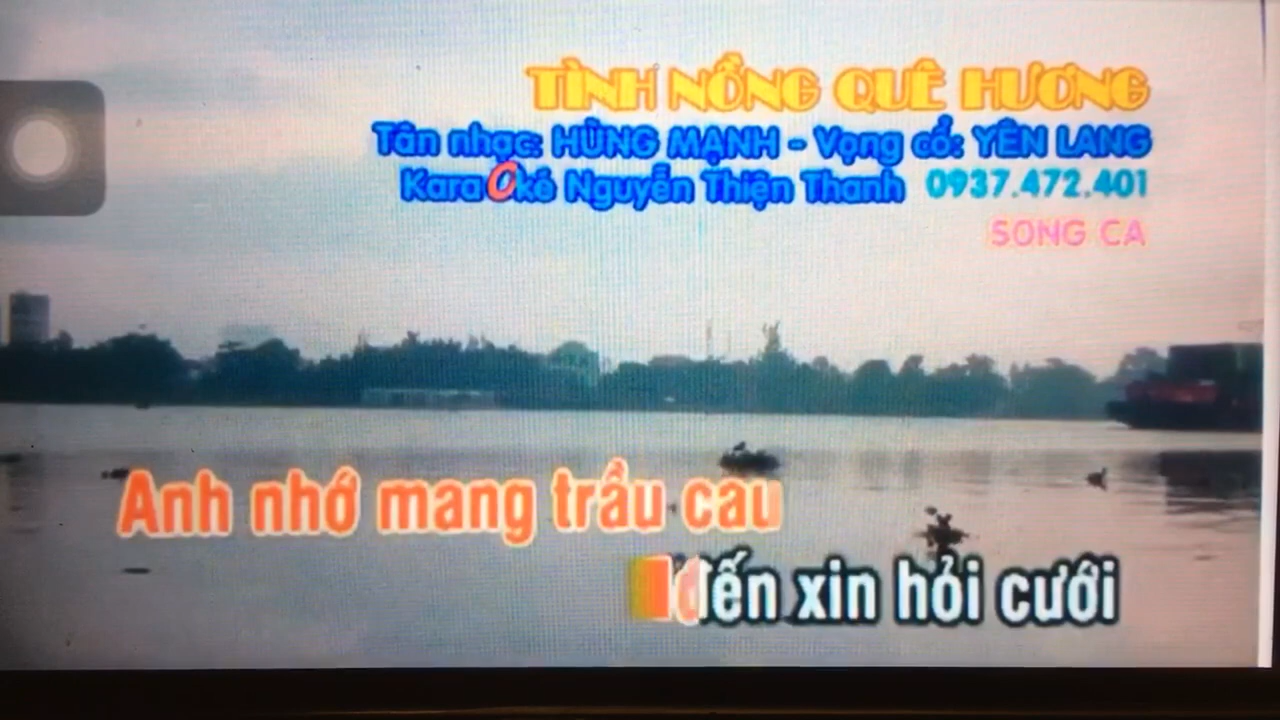 TÌNH NỒNG QUÊ HƯƠNG
Tân nhạc: HÙNG MẠNH - Vọng cổ: YÊN LANG
KaraOké Nguyễn Thiện Thanh 0937.472.401
SONG CA
Anh nhớ mang trầu cau
đến xin hỏi cưới